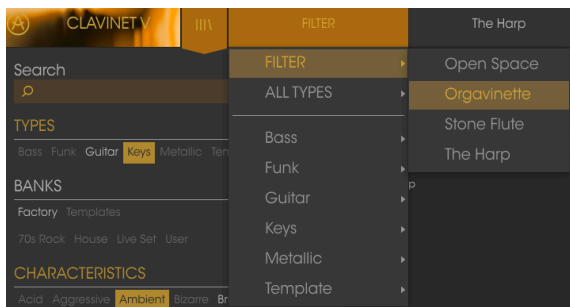 CLAVINET V
FILTER
The Harp
Search
TYPES
Bass Funk Guitar Keys Metallic Ten
BANKS
Factory Templates
70s Rock House Live Set User
CHARACTERISTICS
Acid Aggressive Ambient Bizarre Br
FILTER
ALL TYPES
Bass
Funk
Guitar
Keys
Metallic
Template
Open Space
Orgavinette
Stone Flute
The Harp
p